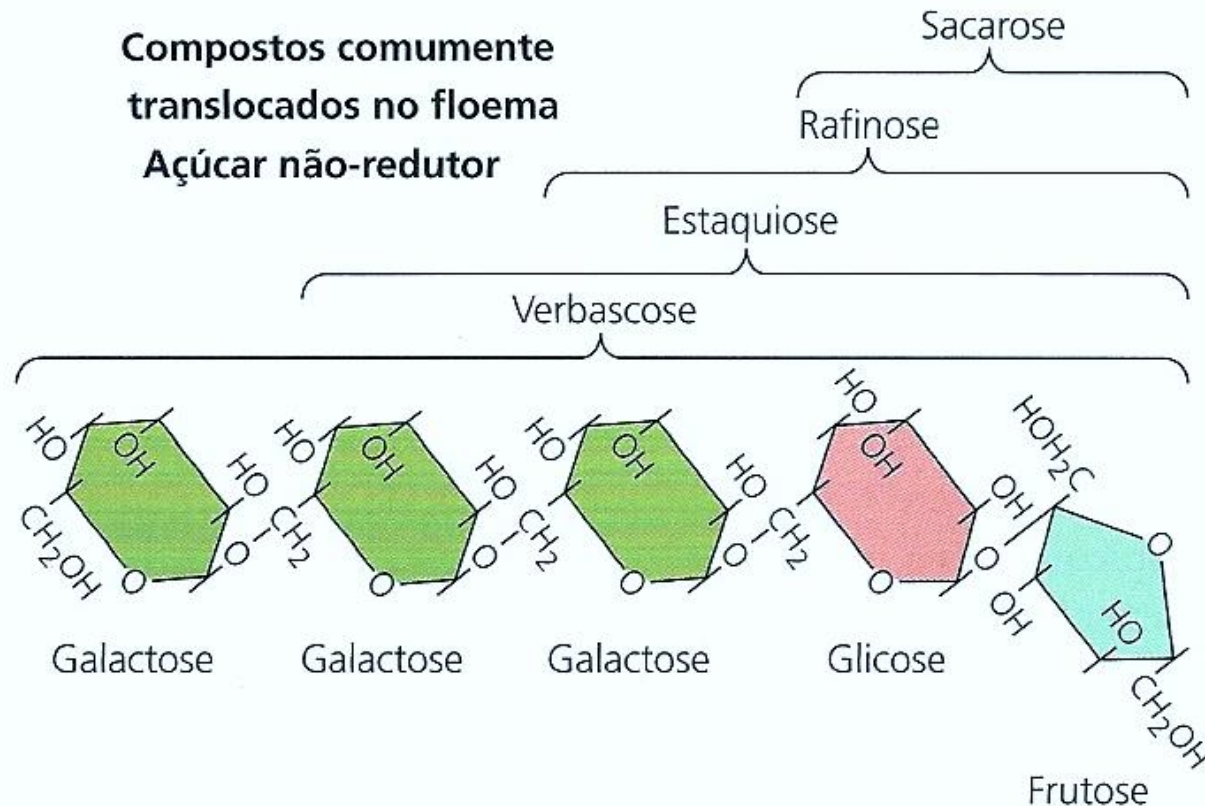 Compostos comumente
translocados no floema
Açúcar não-redutor
Sacarose
Rafinose
Estaquiose
Verbascose
HO
OH
HO
CH₂OH
O
O
CH₂
HO
OH
HO
O
O
CH₂
HO
OH
HO
O
O
CH₂
HO
OH
OH
O
O
HOH₂C
O
OH
HO
CH₂OH
Galactose
Galactose
Galactose
Glicose
Frutose